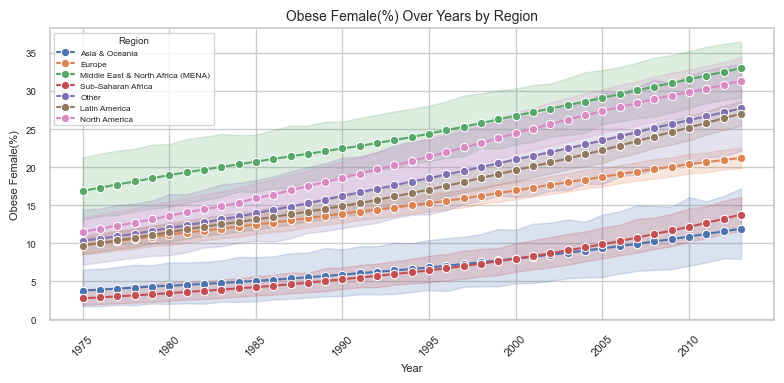 Obese Female(%) Over Years by Region
Obese Female(%)
35
30
25
20
15
10
5
0
Region
Asia & Oceania
Europe
Middle East & North Africa (MENA)
Sub-Saharan Africa
Other
Latin America
North America
1975
1980
1985
1990
1995
2000
2005
2010
Year